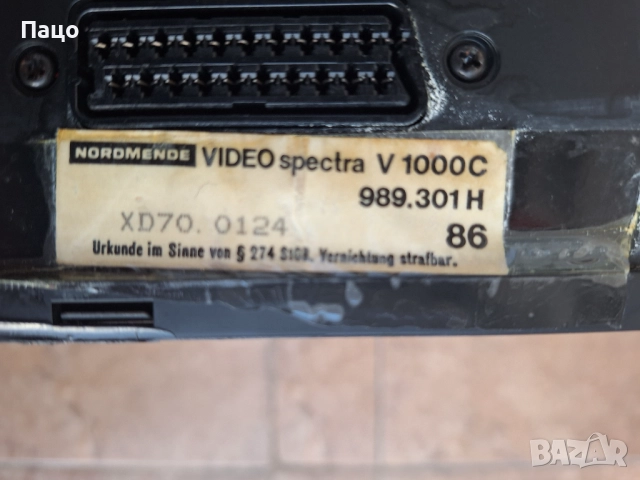 Пацо
NORDMENDE VIDEO spectra V 1000C
989.301 H
XD70. 0124
86
Urkunde im Sinne von § 274 StGB. Vernichtung strafbar.
BAZAR